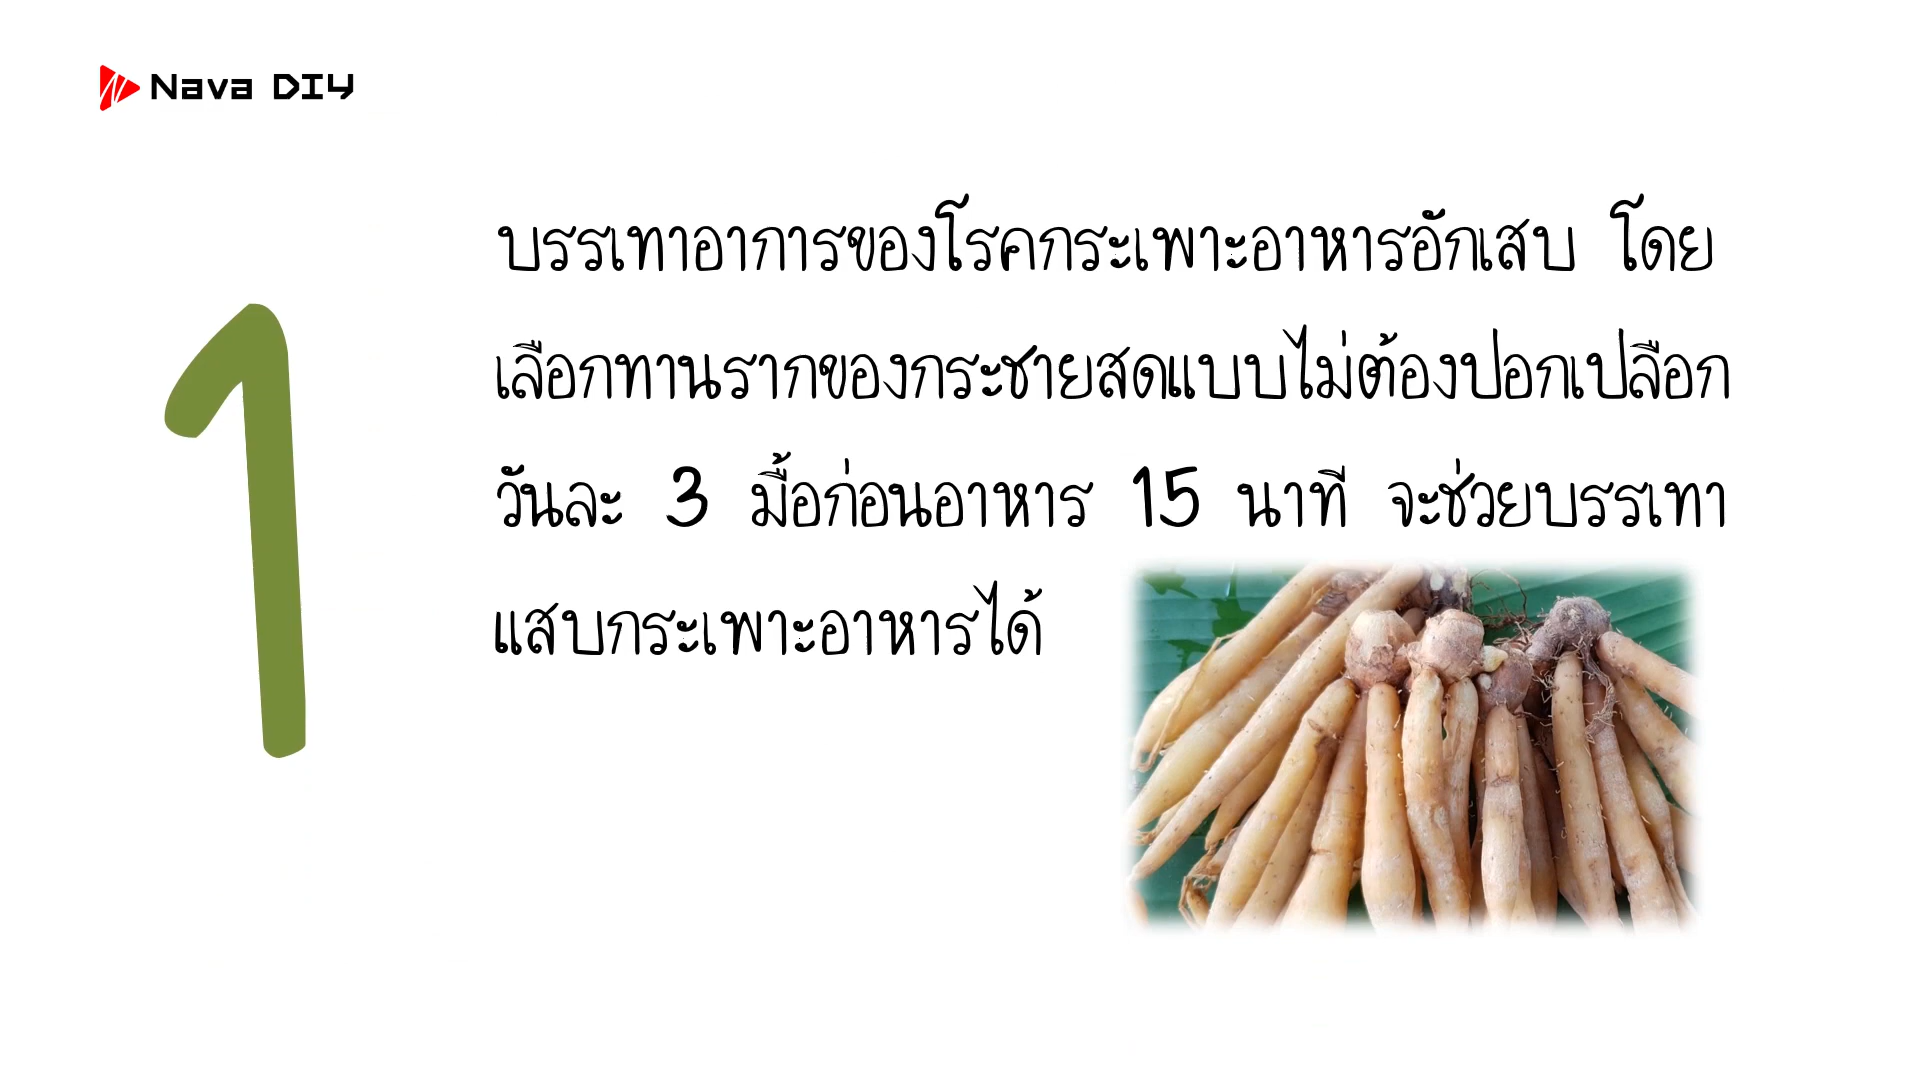 Nava DIY
1
บรรเทาอาการของโรคกระเพาะอาหารอักเสบ โดย
เลือกทานรากของกระชายสดแบบไม่ต้องปอกเปลือก
วันละ 3 มื้อก่อนอาหาร 15 นาที จะช่วยบรรเทา
แสบกระเพาะอาหารได้